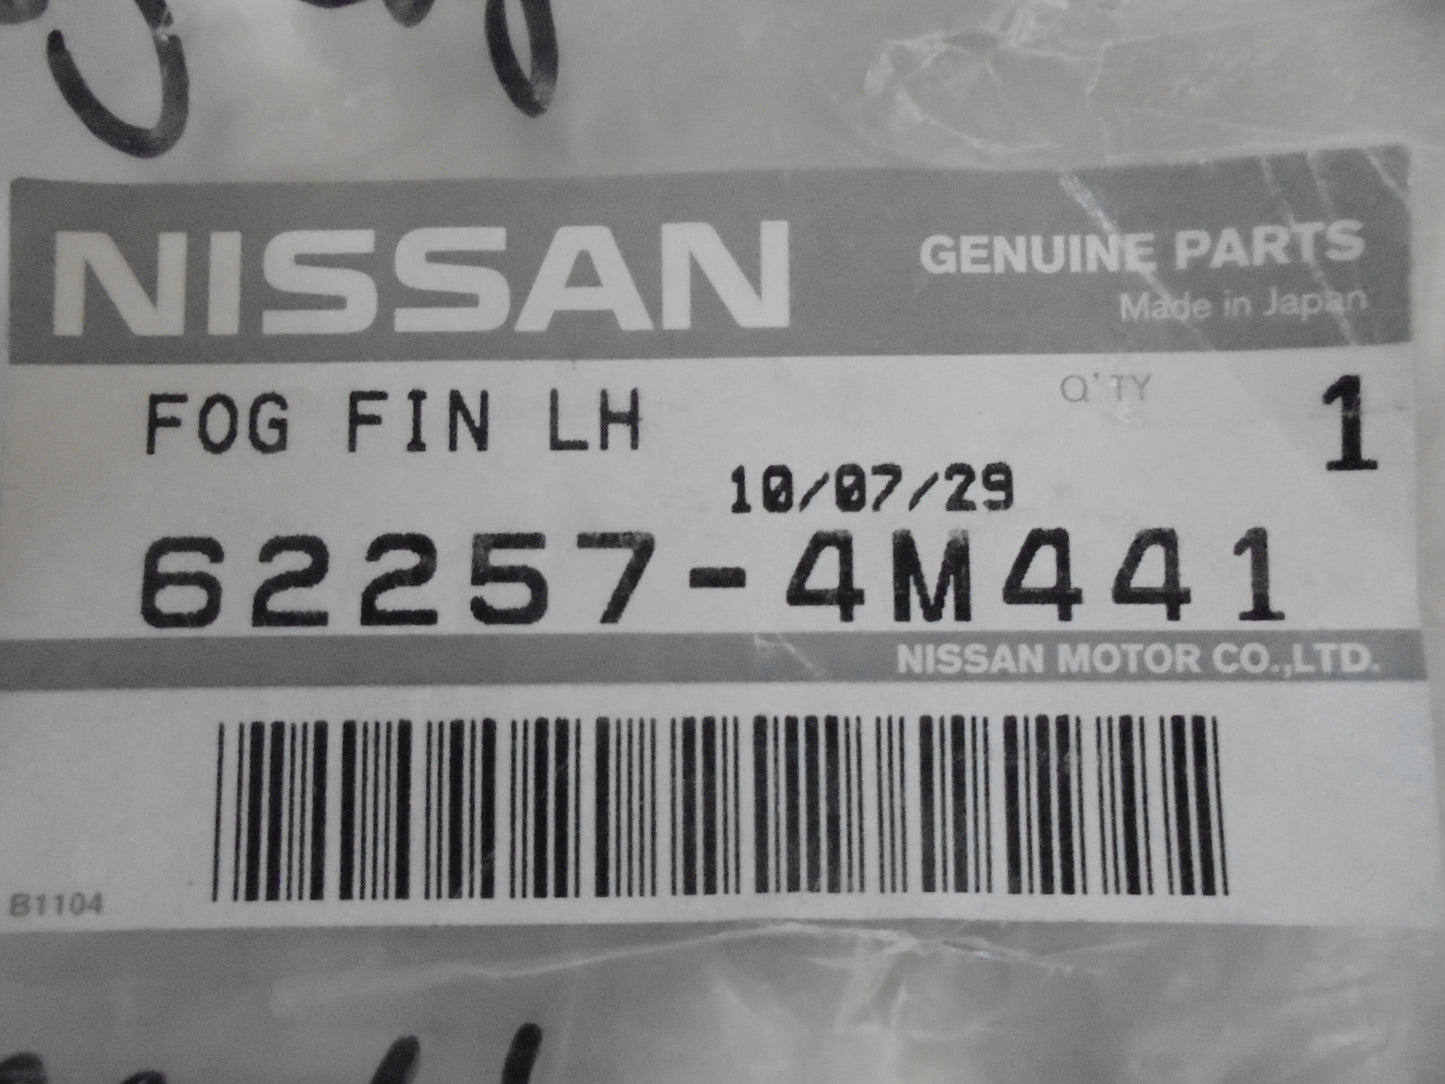 NISSAN
GENUINE PARTS
Made in Japan
FOG FIN LH
Q'TY 1
10/07/29
62257-4M441
NISSAN MOTOR CO.,LTD.
B1104